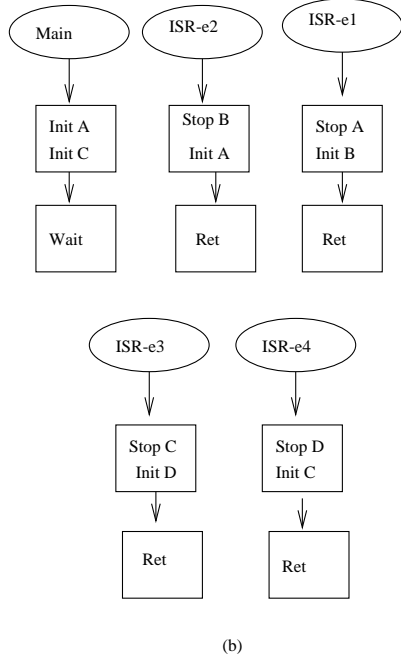 Main
ISR-e2
ISR-e1
Init A
Init C
Stop B
Init A
Stop A
Init B
Wait
Ret
Ret
ISR-e3
ISR-e4
Stop C
Init D
Stop D
Init C
Ret
Ret
(b)